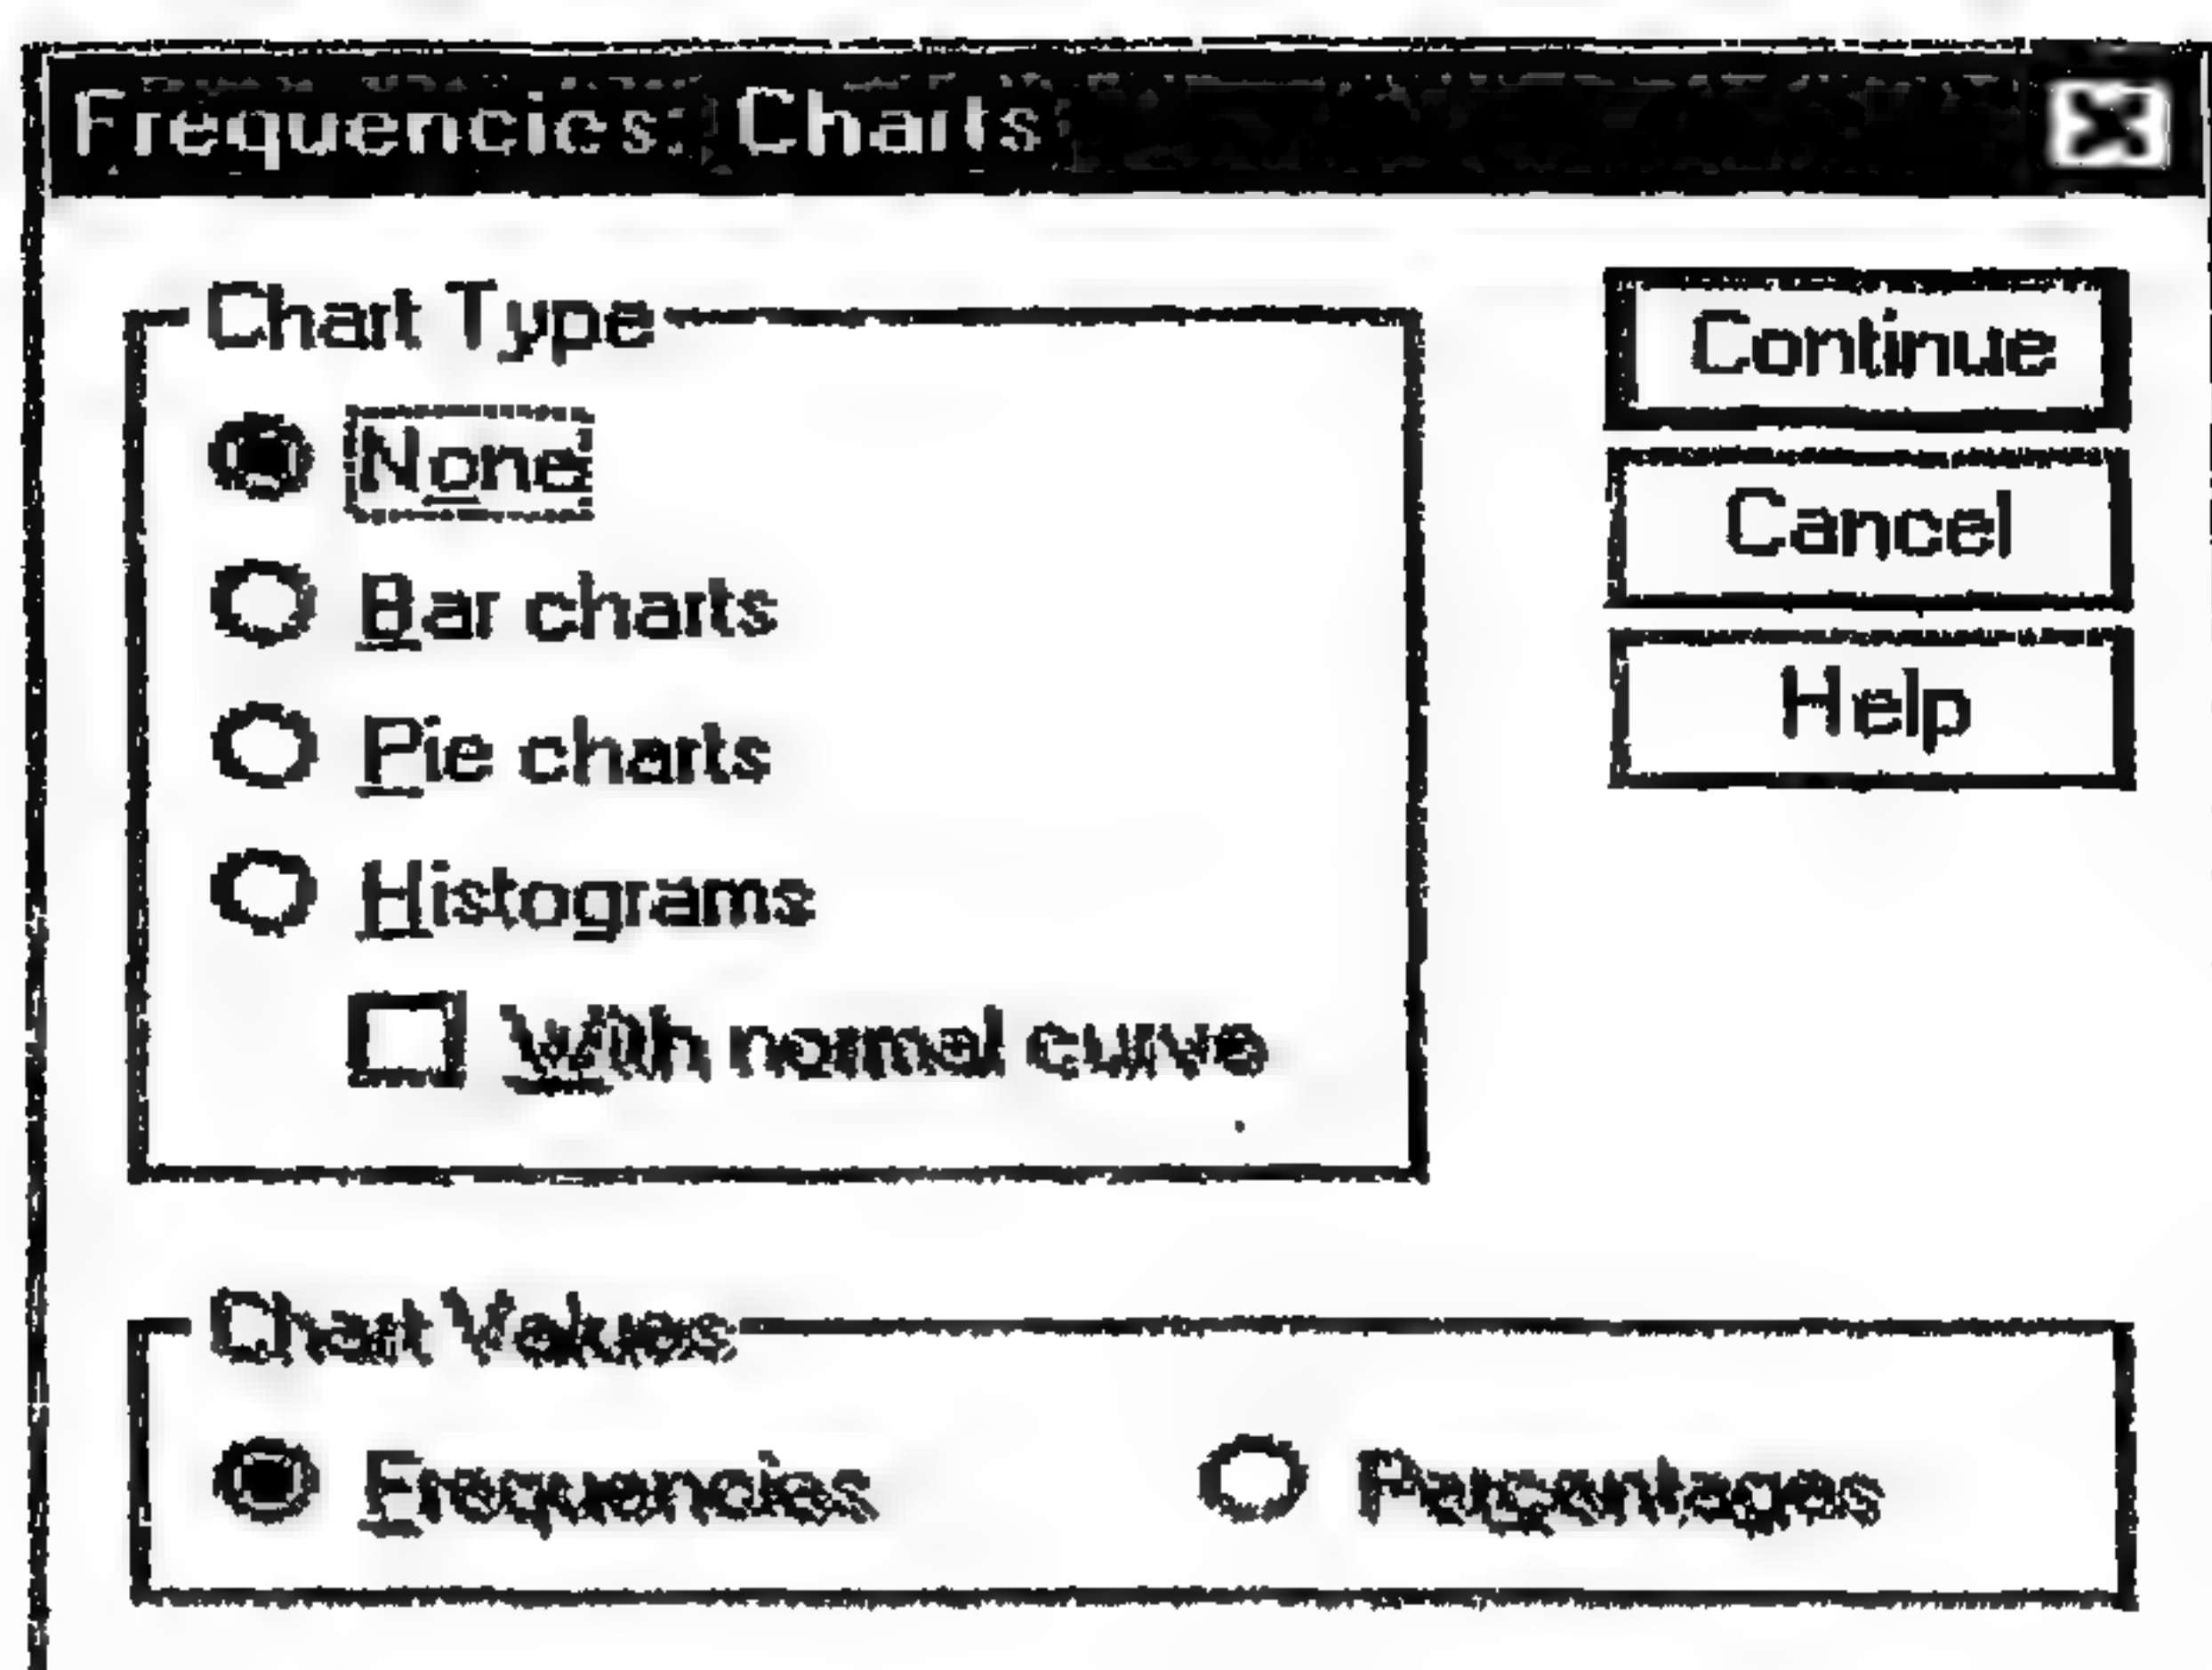 Frequencies: Charts
Chart Type
None
Bar charts
Pie charts
Histograms
With normal curve
Continue
Cancel
Help
Chart Values
Frequencies
Percentages